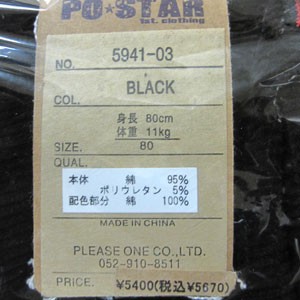 PO★STAR
1st. clothing
NO. 5941-03
COL. BLACK
身長 80cm
体重 11kg
SIZE: 80
QUAL.
本体 綿 95%
ポリウレタン 5%
配色部分 綿 100%
MADE IN CHINA
PLEASE ONE CO.,LTD.
052-910-8511
PRICE: ¥5400(税込¥5670)